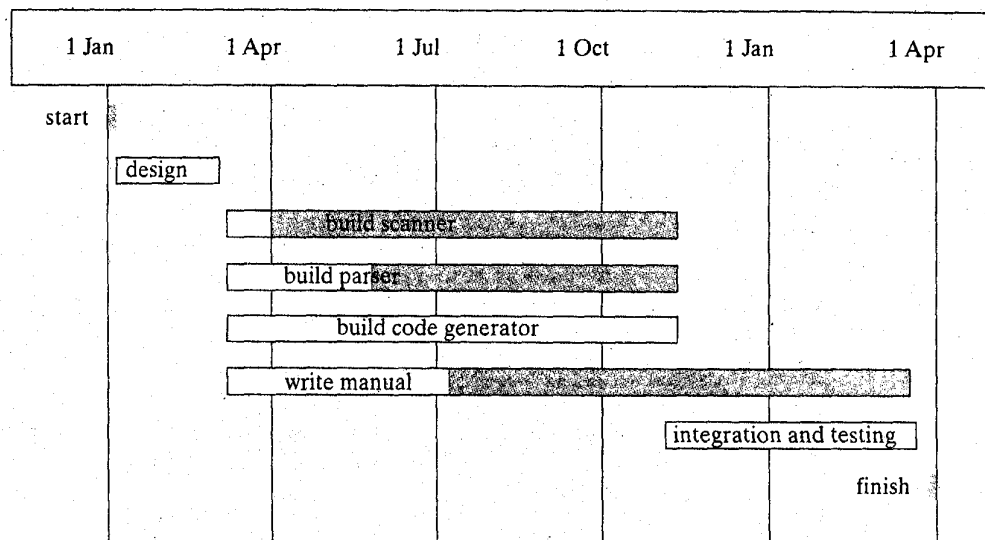 1 Jan 1 Apr 1 Jul 1 Oct 1 Jan 1 Apr
start
design
build scanner
build parser
build code generator
write manual
integration and testing
finish